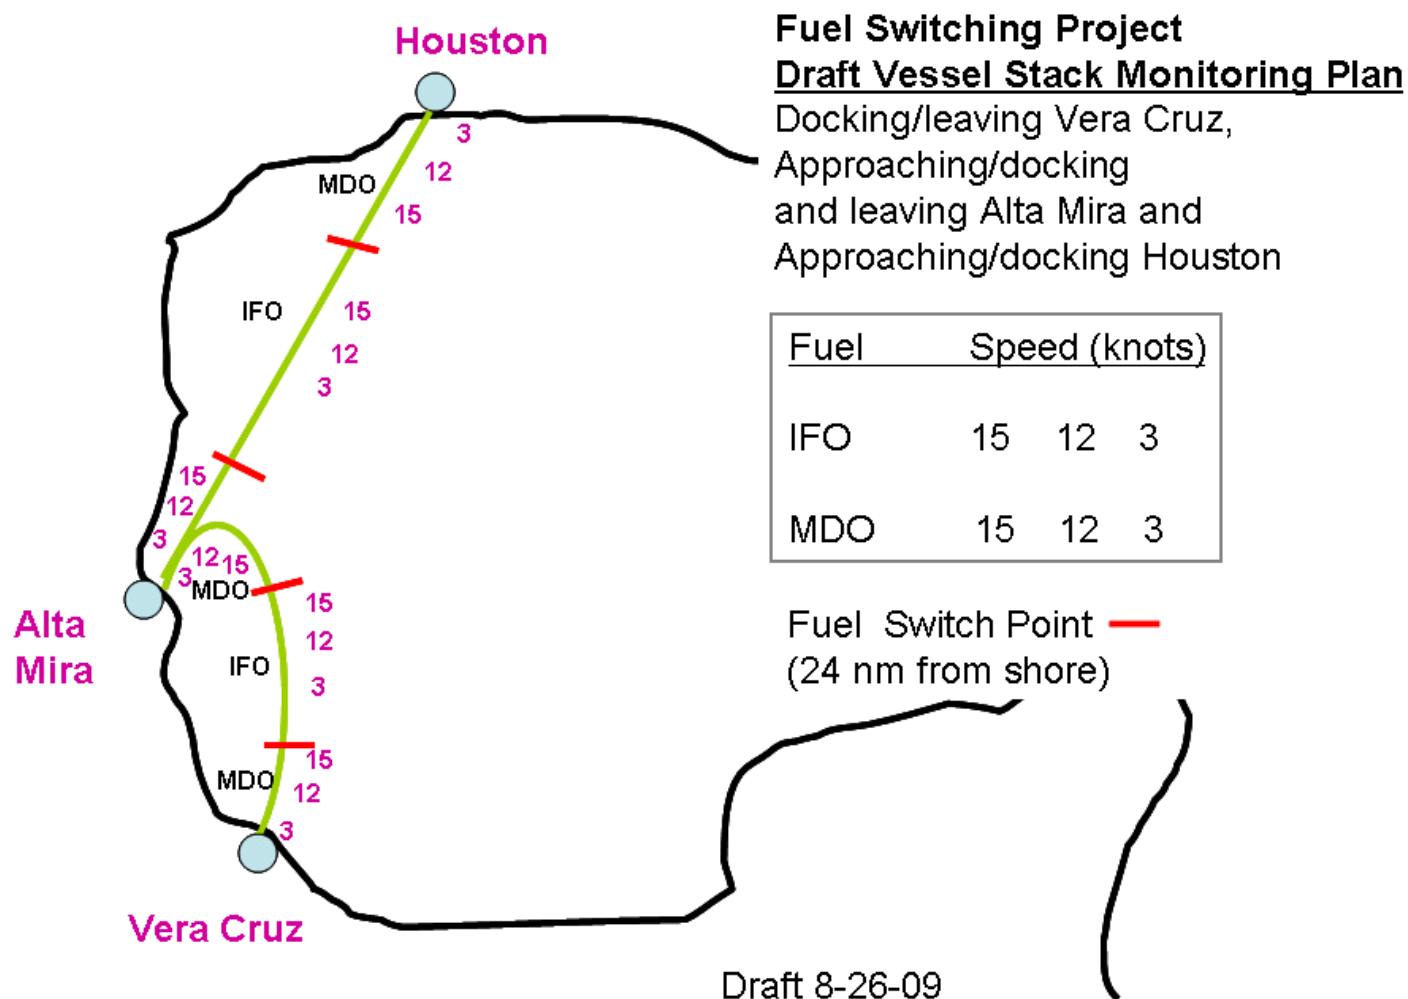 Houston
Fuel Switching Project
Draft Vessel Stack Monitoring Plan
Docking/leaving Vera Cruz,
Approaching/docking
and leaving Alta Mira and
Approaching/docking Houston
3
12
MDO
15
IFO
15
12
3
Fuel Speed (knots)
IFO 15 12 3
MDO 15 12 3
15
12
3
12 15
3
MDO
15
12
IFO
3
Alta
Mira
Fuel Switch Point
(24 nm from shore)
15
MDO
12
3
Vera Cruz
Draft 8-26-09